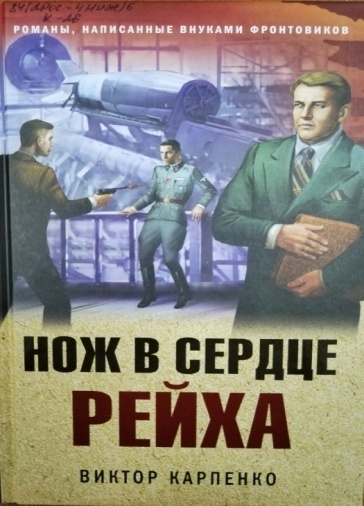 РОМАНЫ, НАПИСАННЫЕ ВНУКАМИ ФРОНТОВИКОВ
НОЖ В СЕРДЦЕ
РЕЙХА
ВИКТОР КАРПЕНКО